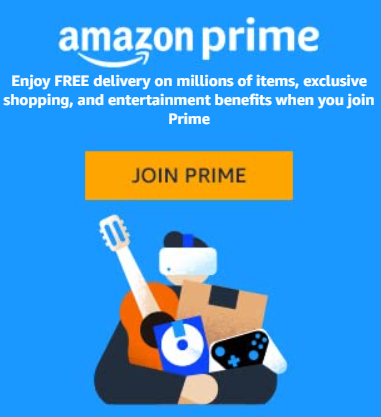 amazon prime
Enjoy FREE delivery on millions of items, exclusive
shopping, and entertainment benefits when you join
Prime
JOIN PRIME